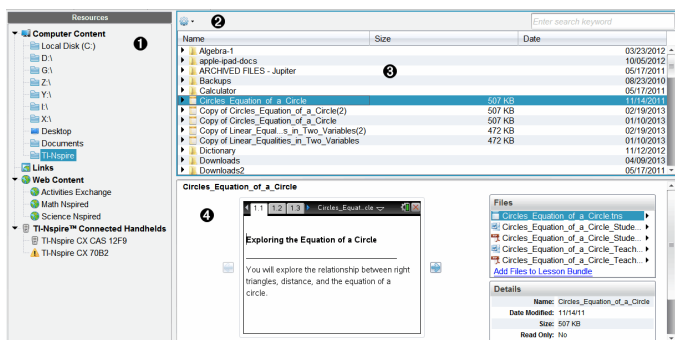 Resources
Computer Content
Local Disk (C:)
D:\
G:\
Z:\
Y:\
I:\
X:\
Desktop
Documents
TI-Nspire
Links
Web Content
Activities Exchange
Math Nspired
Science Nspired
TI-Nspire™ Connected Handhelds
TI-Nspire CX CAS 12F9
TI-Nspire CX 70B2
1
2
Enter search keyword
Name Size Date
Algebra-1 03/23/2012
apple-ipad-docs 10/05/2012
ARCHIVED FILES - Jupiter 05/17/2011
3
Backups 08/23/2010
Calculator 05/17/2011
Circles_Equation_of_a_Circle 507 KB 11/14/2011
Copy of Circles_Equation_of_a_Circle(2) 507 KB 02/19/2013
Copy of Circles_Equation_of_a_Circle 507 KB 01/10/2013
Copy of Linear_Equal...s_in_Two_Variables(2) 472 KB 02/19/2013
Copy of Linear_Equalities_in_Two_Variables 472 KB 01/10/2013
Dictionary 11/12/2012
Downloads 04/09/2013
Downloads2 05/17/2011
Circles_Equation_of_a_Circle
4
1.1 1.2 1.3 Circles_Equat...cle
Exploring the Equation of a Circle
You will explore the relationship between right
triangles, distance, and the equation of a
circle.
Files
Circles_Equation_of_a_Circle.tns
Circles_Equation_of_a_Circle_Stude...
Circles_Equation_of_a_Circle_Stude...
Circles_Equation_of_a_Circle_Teach...
Circles_Equation_of_a_Circle_Teach...
Add Files to Lesson Bundle
Details
Name: Circles_Equation_of_a_Circle
Date Modified: 11/14/11
Size: 507 KB
Read Only: No